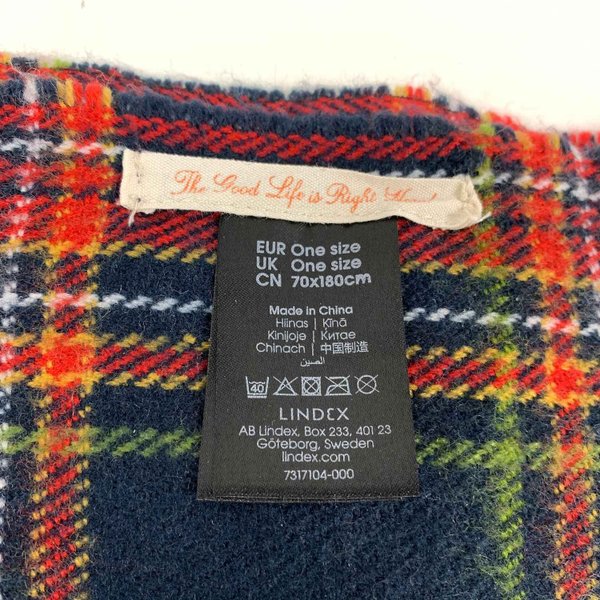 The Good Life is Right
EUR One size
UK One size
CN 70x180cm
Made in China
Hiinas | Ķīnā
Kinijoje | Китае
Chinach | 中国制造
الصين
40
LINDEX
AB Lindex, Box 233, 401 23
Göteborg, Sweden
lindex.com
7317104-000